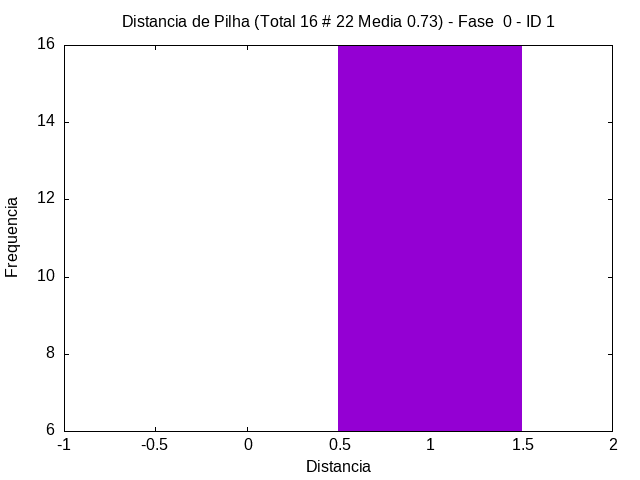 Distancia de Pilha (Total 16 # 22 Media 0.73) - Fase  0 - ID 1
16
14
12
10
8
6
Frequencia
-1 -0.5 0 0.5 1 1.5 2
Distancia